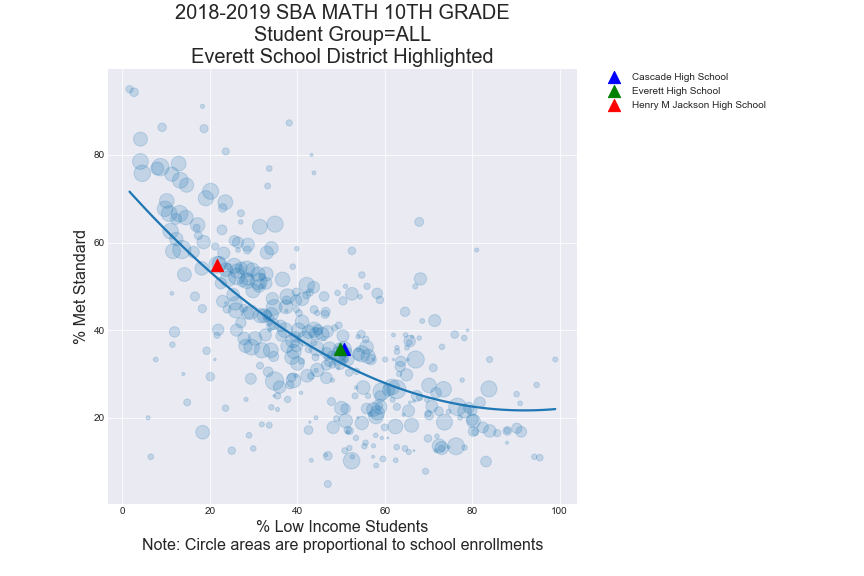 2018-2019 SBA MATH 10TH GRADE
Student Group=ALL
Everett School District Highlighted
Cascade High School
Everett High School
Henry M Jackson High School
% Met Standard
80
60
40
20
0 20 40 60 80 100
% Low Income Students
Note: Circle areas are proportional to school enrollments